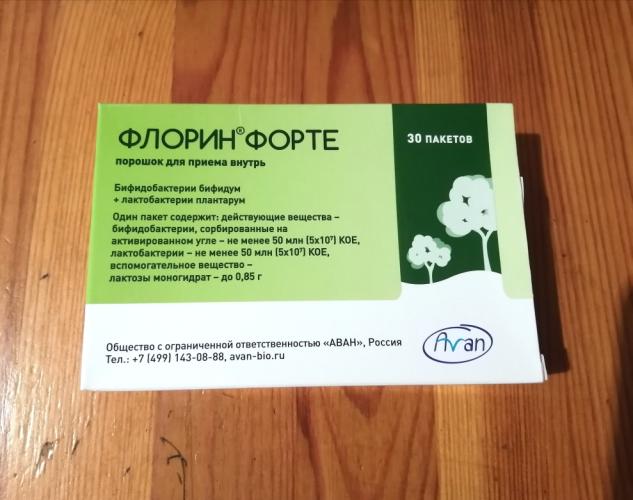 ФЛОРИН® ФОРТЕ
порошок для приема внутрь
30 ПАКЕТОВ
Бифидобактерии бифидум
+ лактобактерии плантарум
Один пакет содержит: действующие вещества –
бифидобактерии, сорбированные на
активированном угле – не менее 50 млн (5х10⁷) КОЕ,
лактобактерии – не менее 50 млн (5х10⁷) КОЕ,
вспомогательное вещество –
лактозы моногидрат – до 0,85 г
Общество с ограниченной ответственностью «АВАН», Россия
Тел.: +7 (499) 143-08-88, avan-bio.ru
Avan